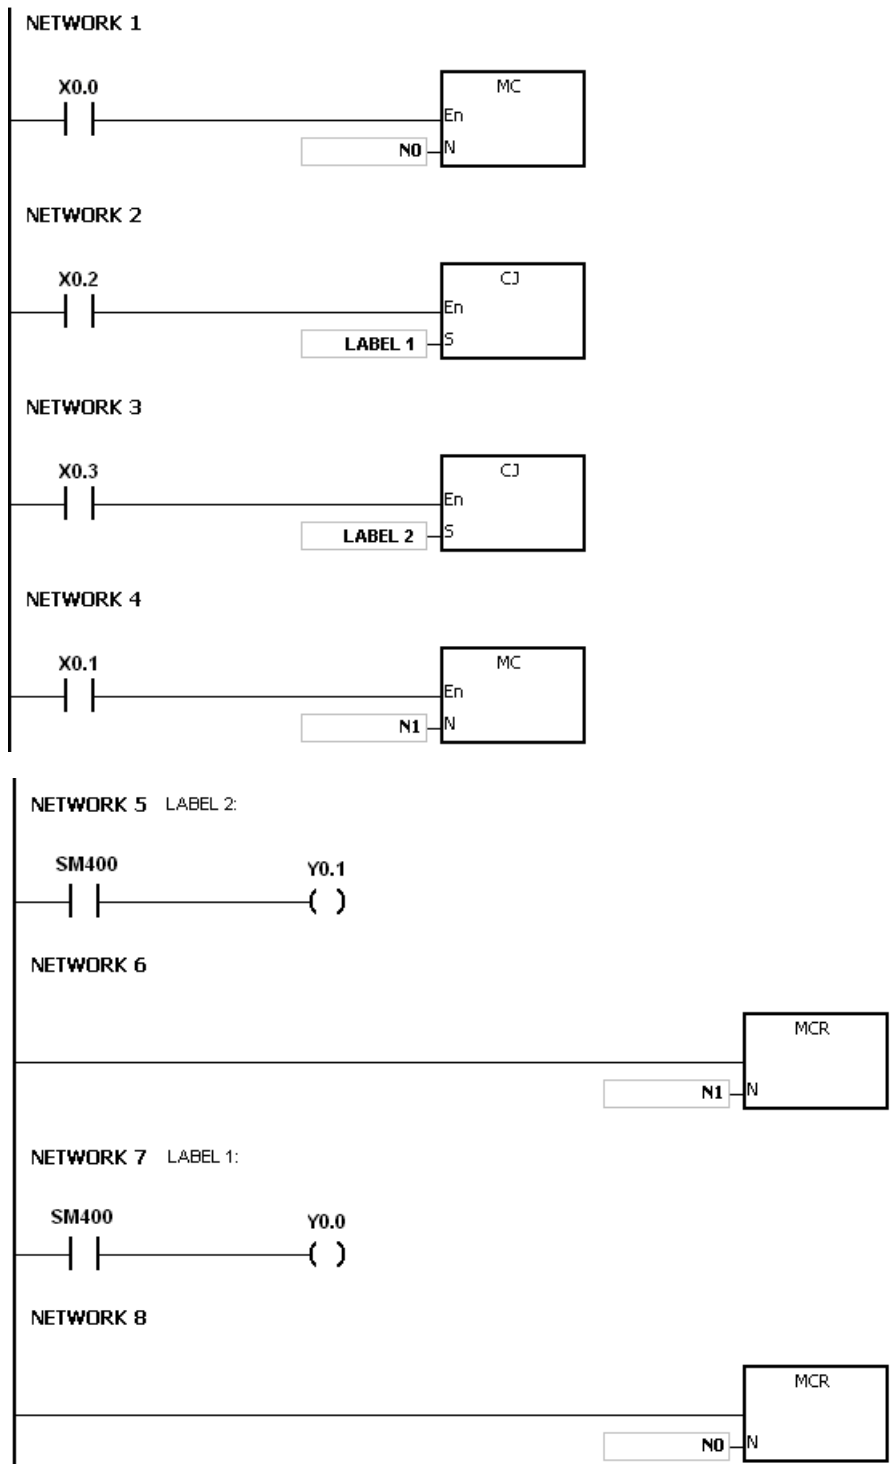 NETWORK 1
X0.0
MC
En
N0
N
NETWORK 2
X0.2
CJ
En
LABEL 1
S
NETWORK 3
X0.3
CJ
En
LABEL 2
S
NETWORK 4
X0.1
MC
En
N1
N
NETWORK 5 LABEL 2:
SM400
Y0.1
NETWORK 6
MCR
N1
N
NETWORK 7 LABEL 1:
SM400
Y0.0
NETWORK 8
MCR
N0
N